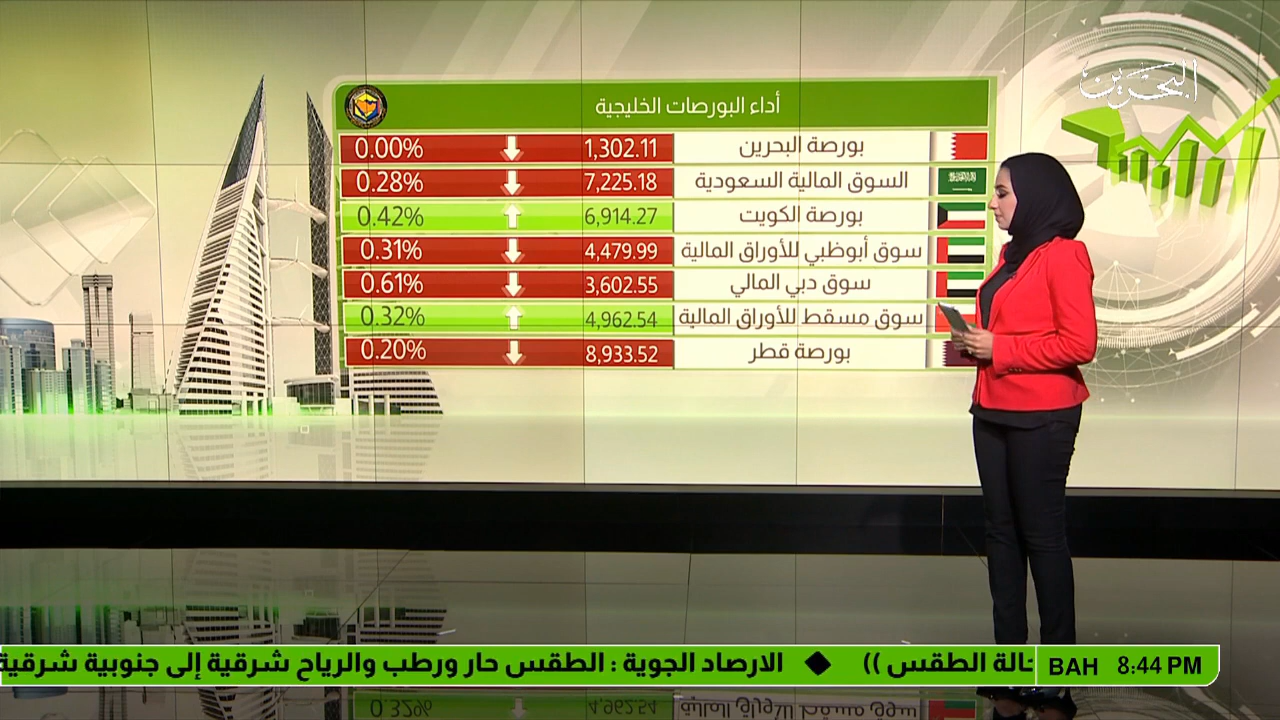 البحرين
أداء البورصات الخليجية
بورصة البحرين 1,302.11 0.00%
السوق المالية السعودية 7,225.18 0.28%
بورصة الكويت 6,914.27 0.42%
سوق أبوظبي للأوراق المالية 4,479.99 0.31%
سوق دبي المالي 3,602.55 0.61%
سوق مسقط للأوراق المالية 4,962.54 0.32%
بورصة قطر 8,933.52 0.20%
BAH 8:44 PM
حالة الطقس )) ◆ الارصاد الجوية : الطقس حار ورطب والرياح شرقية إلى جنوبية شرقية